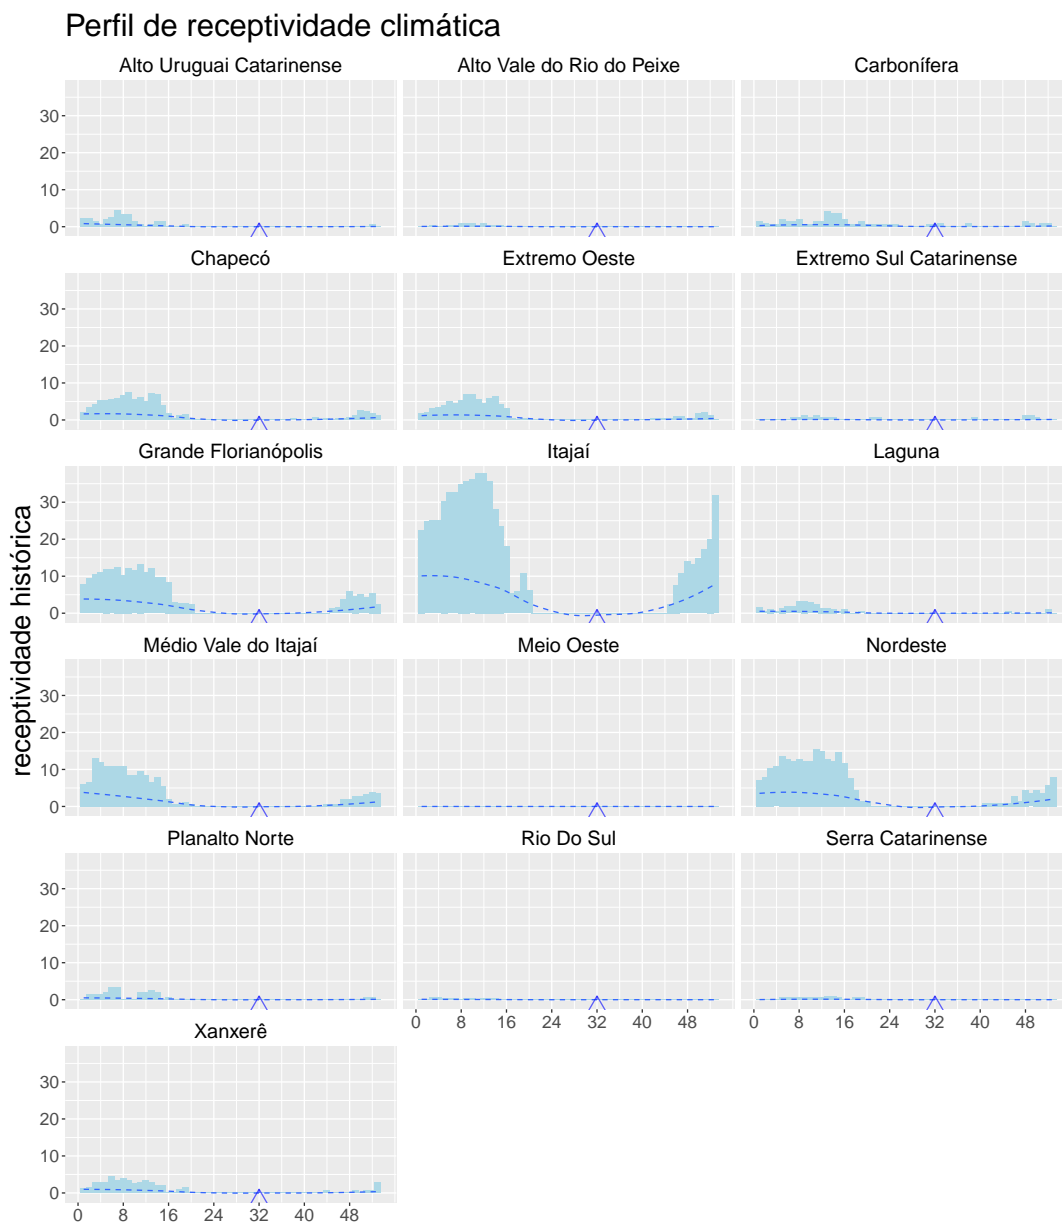 Perfil de receptividade climática
Alto Uruguai Catarinense Alto Vale do Rio do Peixe Carbonífera
30
20
10
0
Chapecó Extremo Oeste Extremo Sul Catarinense
30
20
10
0
Grande Florianópolis Itajaí Laguna
30
20
10
0
receptividade histórica
Médio Vale do Itajaí Meio Oeste Nordeste
30
20
10
0
Planalto Norte Rio Do Sul Serra Catarinense
30
20
10
0
0 8 16 24 32 40 48 0 8 16 24 32 40 48
Xanxerê
30
20
10
0
0 8 16 24 32 40 48